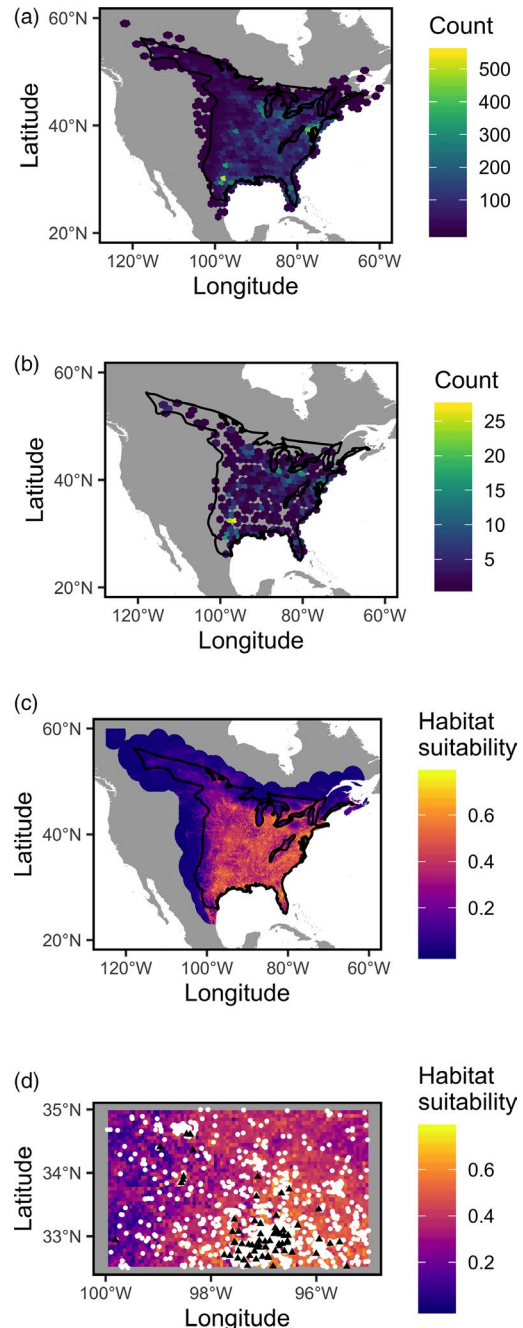 (a)
60°N
40°N
20°N
Latitude
120°W 100°W 80°W 60°W
Longitude
Count
500
400
300
200
100
(b)
60°N
40°N
20°N
Latitude
120°W 100°W 80°W 60°W
Longitude
Count
25
20
15
10
5
(c)
60°N
40°N
20°N
Latitude
120°W 100°W 80°W 60°W
Longitude
Habitat
suitability
0.6
0.4
0.2
(d)
35°N
34°N
33°N
Latitude
100°W 98°W 96°W
Longitude
Habitat
suitability
0.6
0.4
0.2